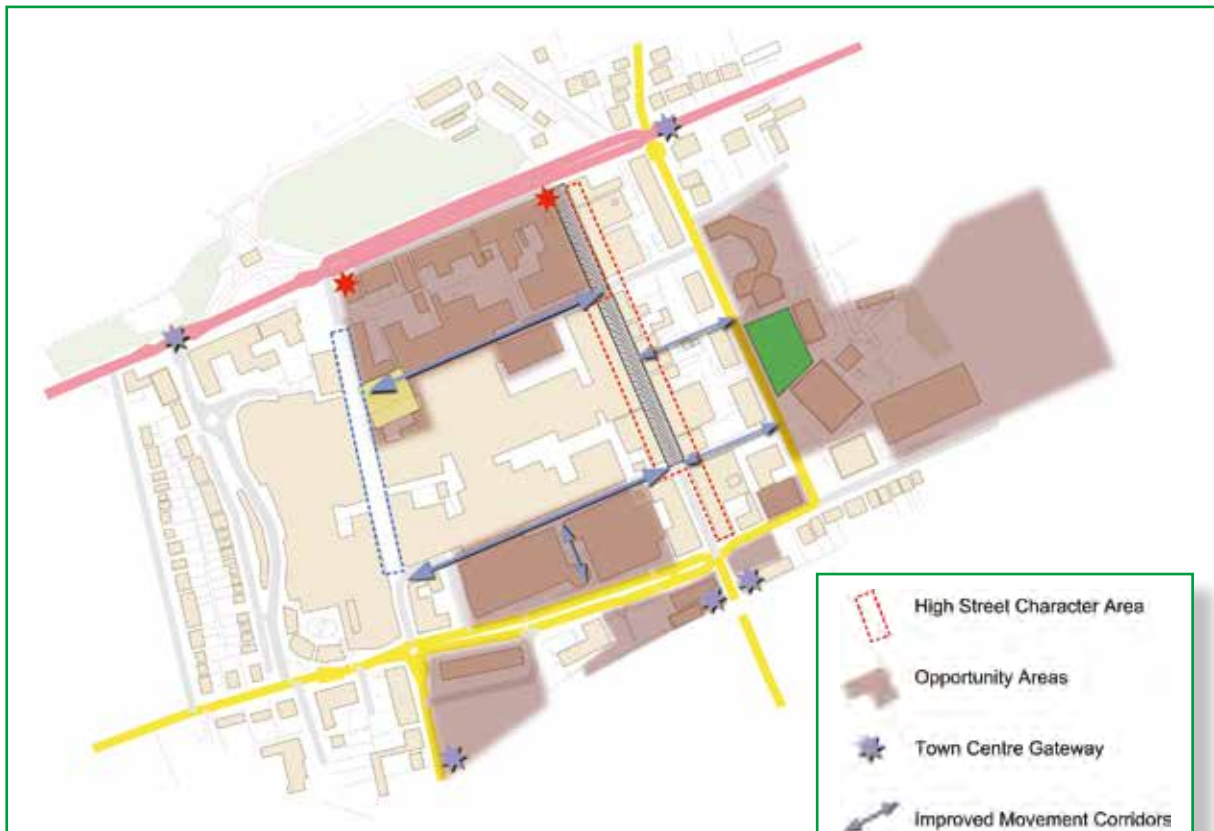 High Street Character Area
Opportunity Areas
Town Centre Gateway
Improved Movement Corridors